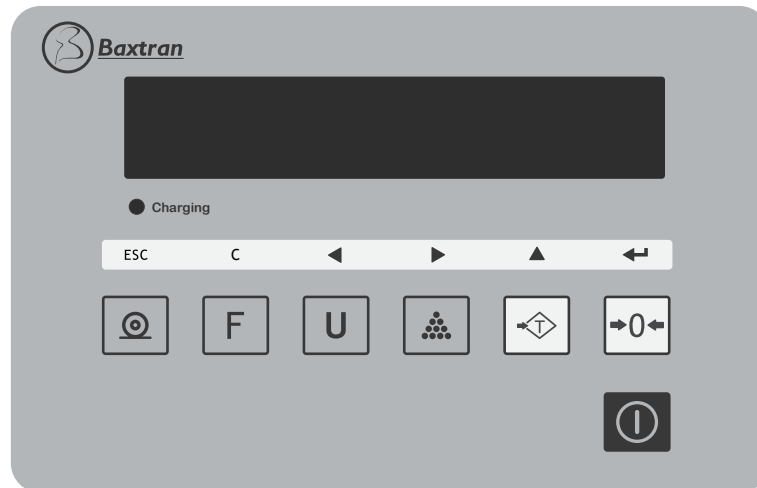 Baxtran
Charging
ESC C ◀ ▶ ▲ ↵
F U T 0